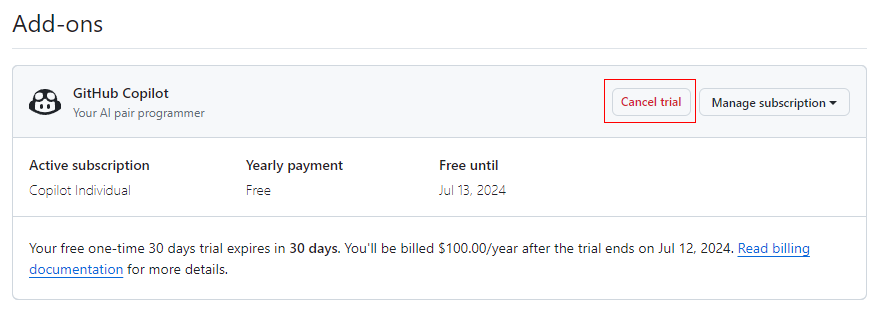 Add-ons
GitHub Copilot
Your AI pair programmer
Cancel trial
Manage subscription
Active subscription
Copilot Individual
Yearly payment
Free
Free until
Jul 13, 2024
Your free one-time 30 days trial expires in 30 days. You'll be billed $100.00/year after the trial ends on Jul 12, 2024. Read billing
documentation for more details.